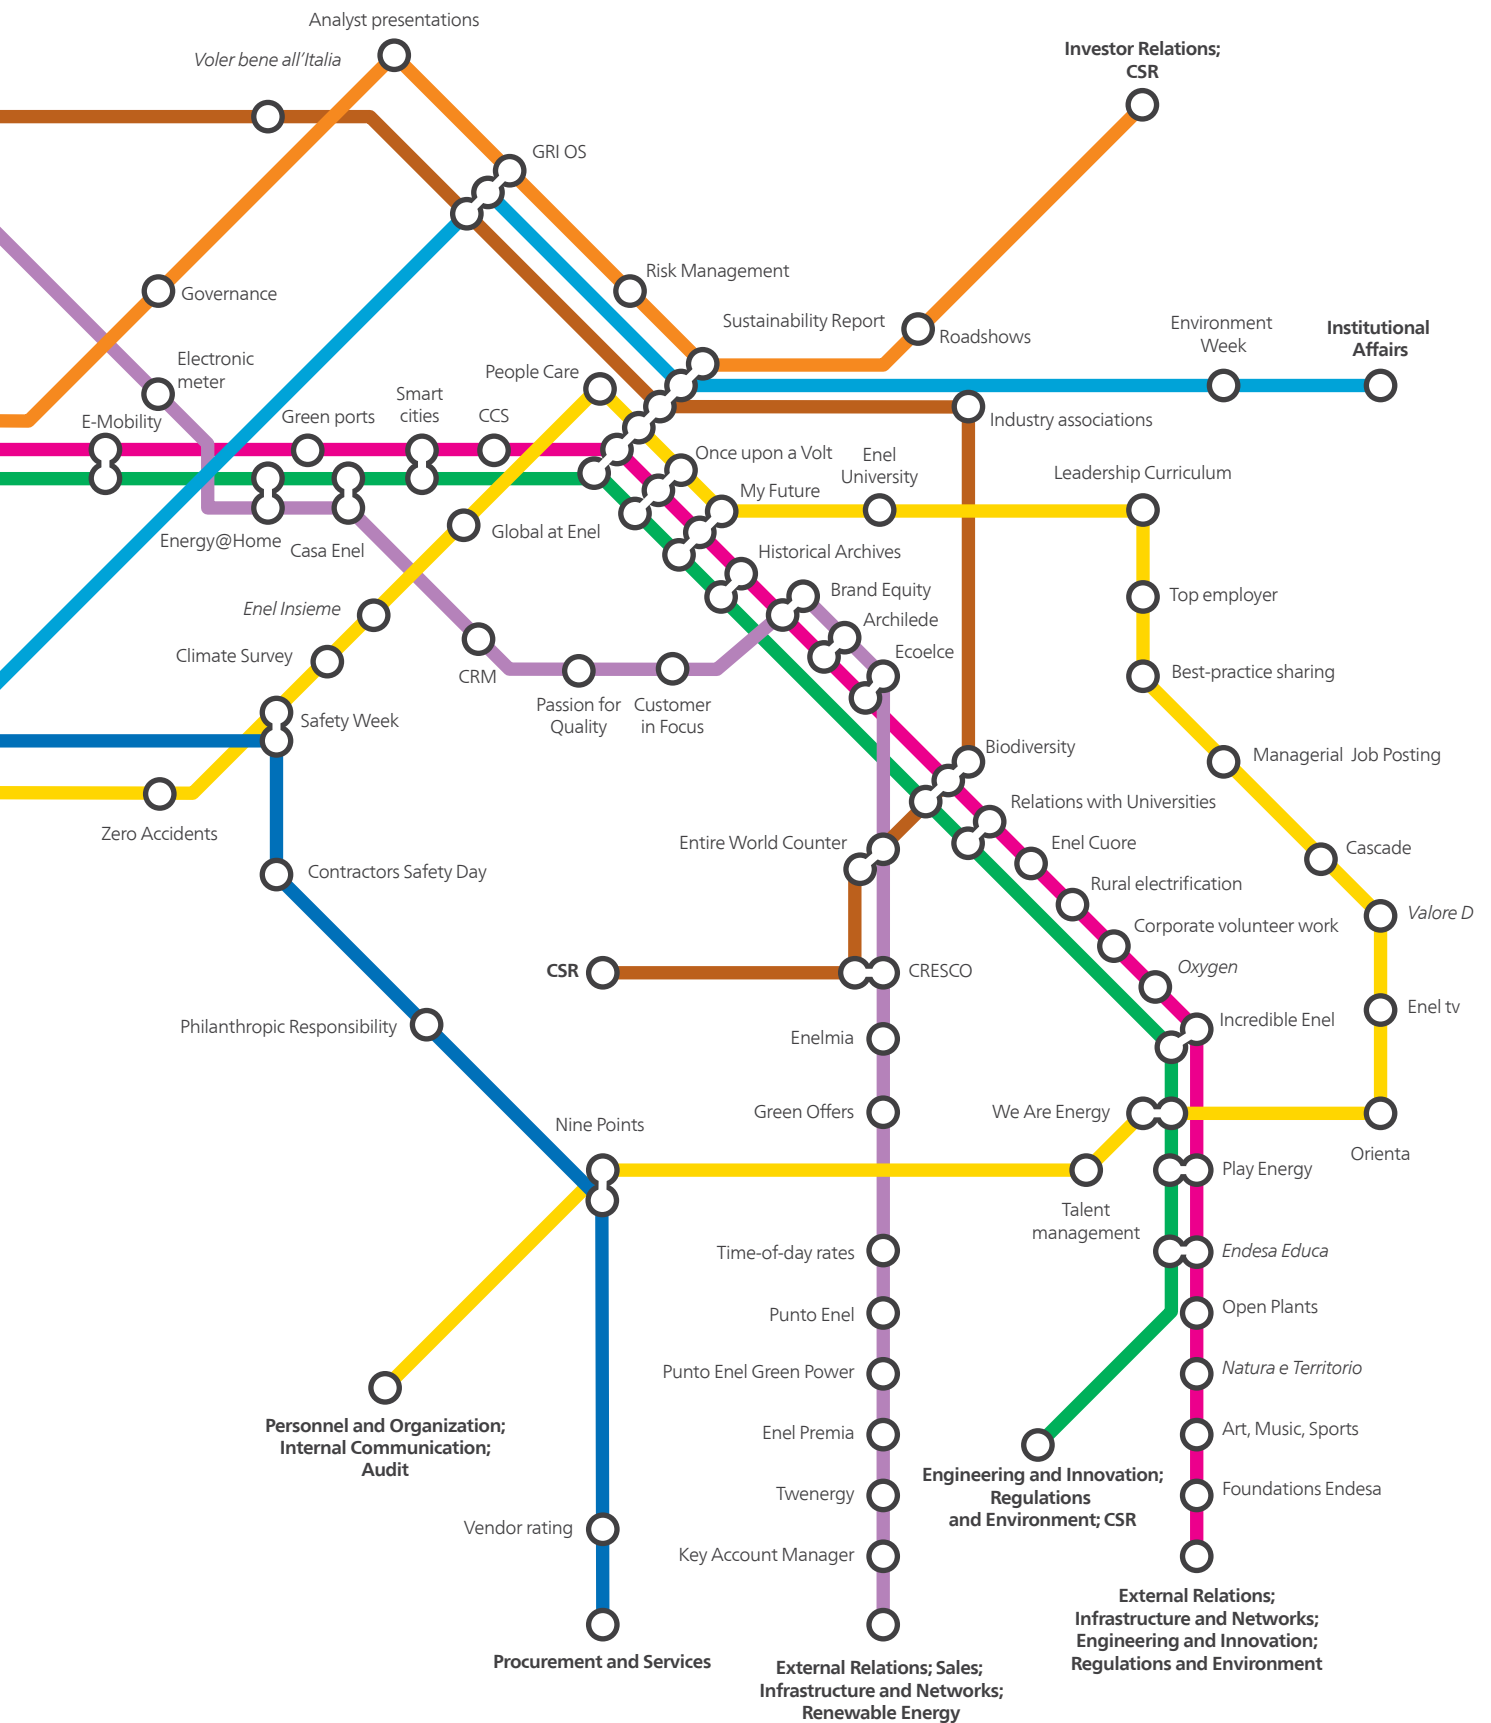 Analyst presentations
Voler bene all'Italia
Investor Relations;
CSR
GRI OS
Governance
Risk Management
Sustainability Report
Roadshows
Environment
Week
Institutional
Affairs
Electronic
meter
People Care
E-Mobility
Green ports
Smart
cities
CCS
Industry associations
Once upon a Volt
Enel
University
Leadership Curriculum
My Future
Energy@Home
Casa Enel
Global at Enel
Historical Archives
Brand Equity
Archilede
Ecoelce
Top employer
Enel Insieme
Climate Survey
CRM
Passion for
Quality
Customer
in Focus
Best-practice sharing
Safety Week
Biodiversity
Managerial Job Posting
Zero Accidents
Relations with Universities
Entire World Counter
Enel Cuore
Cascade
Contractors Safety Day
Rural electrification
Valore D
Corporate volunteer work
Oxygen
CSR
CRESCO
Enel tv
Philanthropic Responsibility
Enelmia
Incredible Enel
Green Offers
We Are Energy
Nine Points
Orienta
Play Energy
Talent
management
Time-of-day rates
Endesa Educa
Punto Enel
Open Plants
Punto Enel Green Power
Natura e Territorio
Personnel and Organization;
Internal Communication;
Audit
Enel Premia
Art, Music, Sports
Engineering and Innovation;
Regulations
and Environment; CSR
Twenergy
Foundations Endesa
Vendor rating
Key Account Manager
External Relations;
Infrastructure and Networks;
Engineering and Innovation;
Regulations and Environment
Procurement and Services
External Relations; Sales;
Infrastructure and Networks;
Renewable Energy